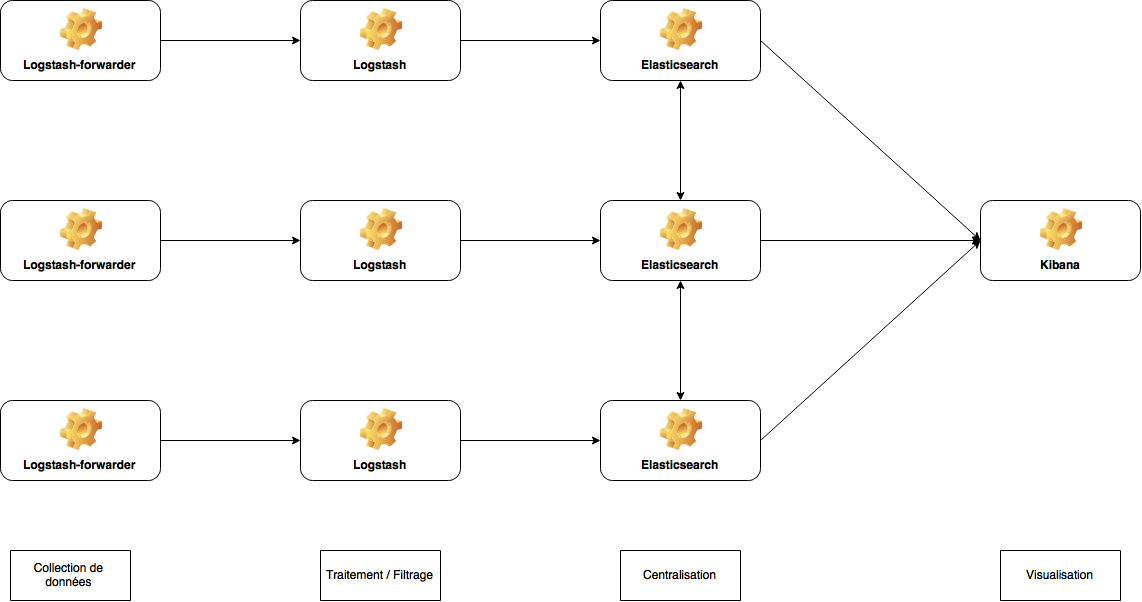 Logstash-forwarder
Logstash
Elasticsearch
Logstash-forwarder
Logstash
Elasticsearch
Kibana
Logstash-forwarder
Logstash
Elasticsearch
Collection de
données
Traitement / Filtrage
Centralisation
Visualisation